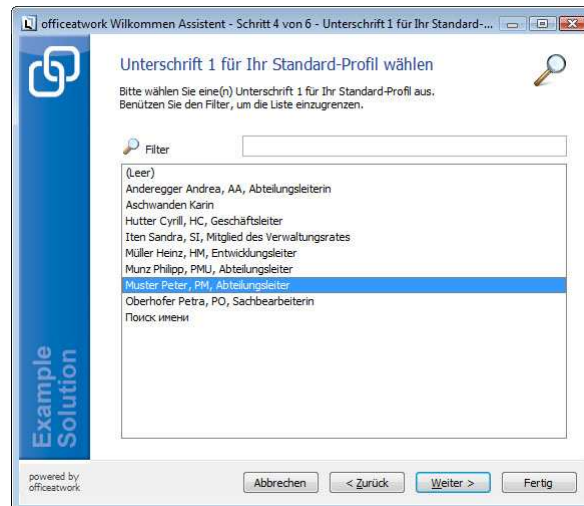 officeatwork Willkommen Assistent - Schritt 4 von 6 - Unterschrift 1 für Ihr Standard-...
Unterschrift 1 für Ihr Standard-Profil wählen
Bitte wählen Sie eine(n) Unterschrift 1 für Ihr Standard-Profil aus.
Benützen Sie den Filter, um die Liste einzugrenzen.
Filter
(Leer)
Anderegger Andrea, AA, Abteilungsleiterin
Aschwanden Karin
Hutter Cyrill, HC, Geschäftsleiter
Iten Sandra, SI, Mitglied des Verwaltungsrates
Müller Heinz, HM, Entwicklungsleiter
Munz Philipp, PMU, Abteilungsleiter
Muster Peter, PM, Abteilungsleiter
Oberhofer Petra, PO, Sachbearbeiterin
Поиск имени
Example
Solution
powered by
officeatwork
Abbrechen
< Zurück
Weiter >
Fertig